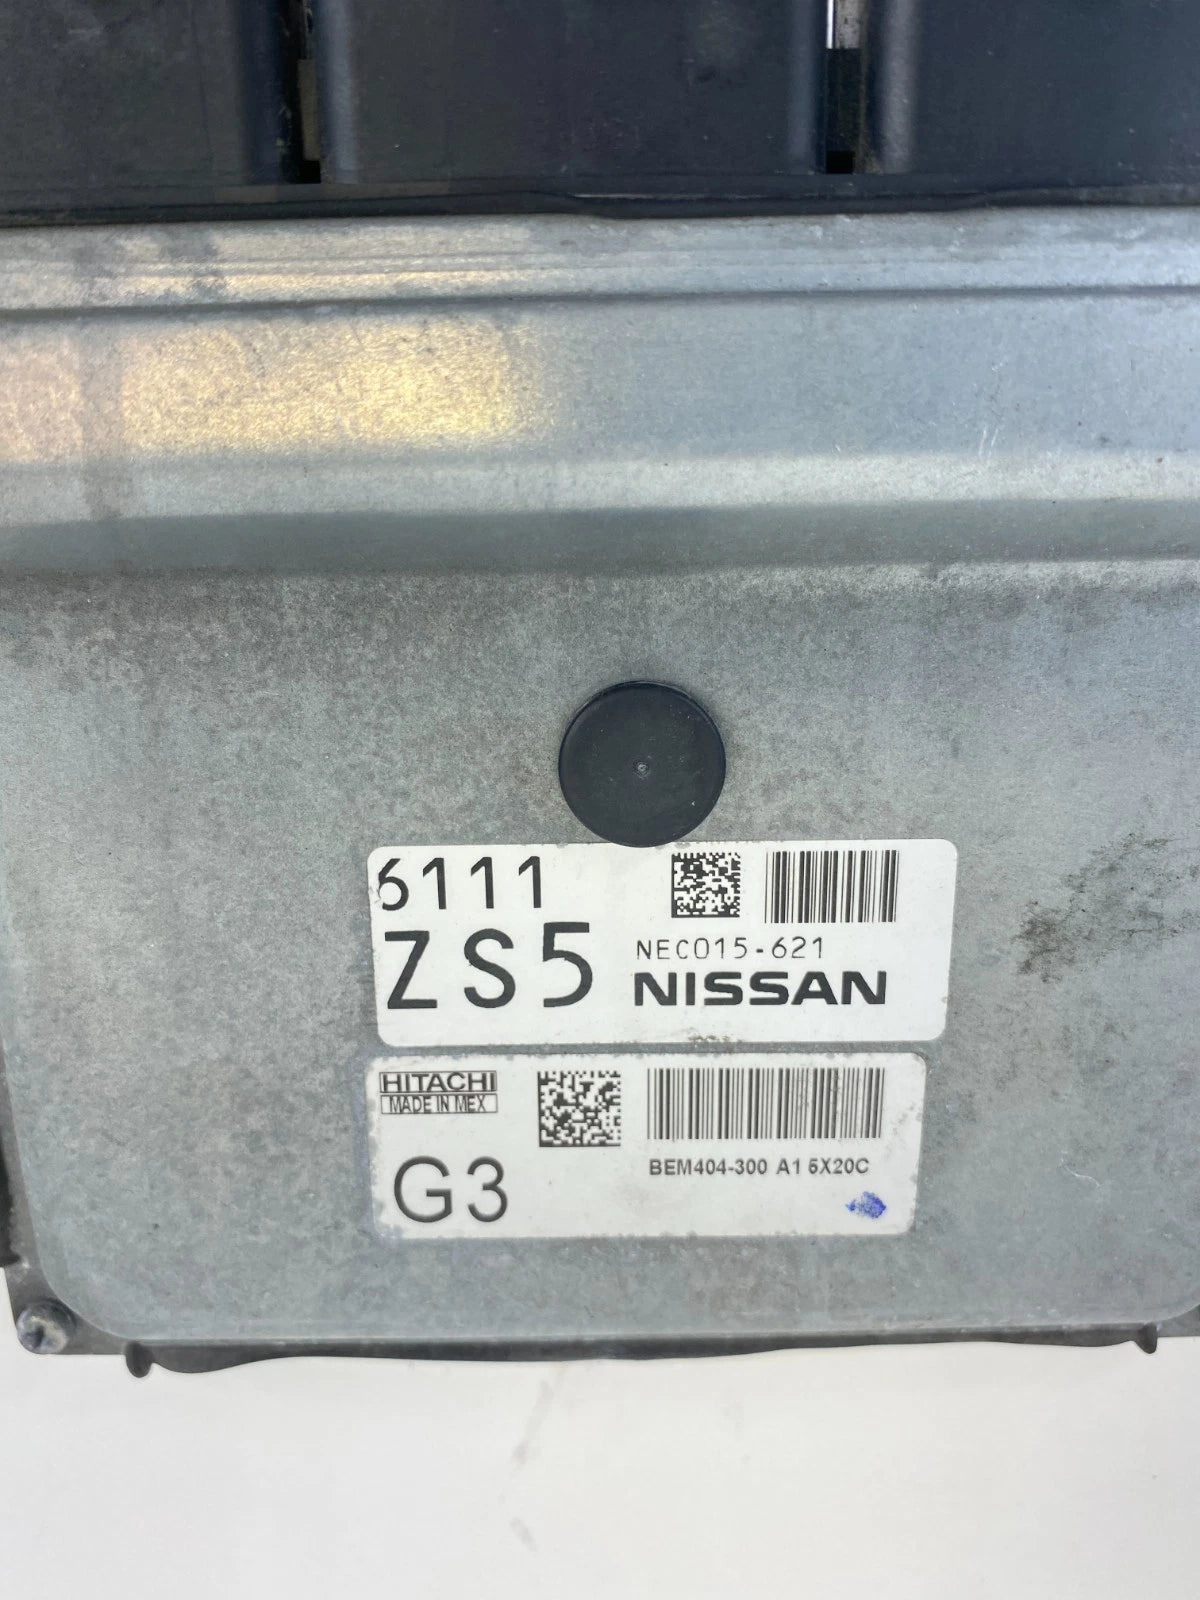 6111
ZS5
NEC015-621
NISSAN
HITACHI
MADE IN MEX
G3
BEM404-300 A1 5X20C